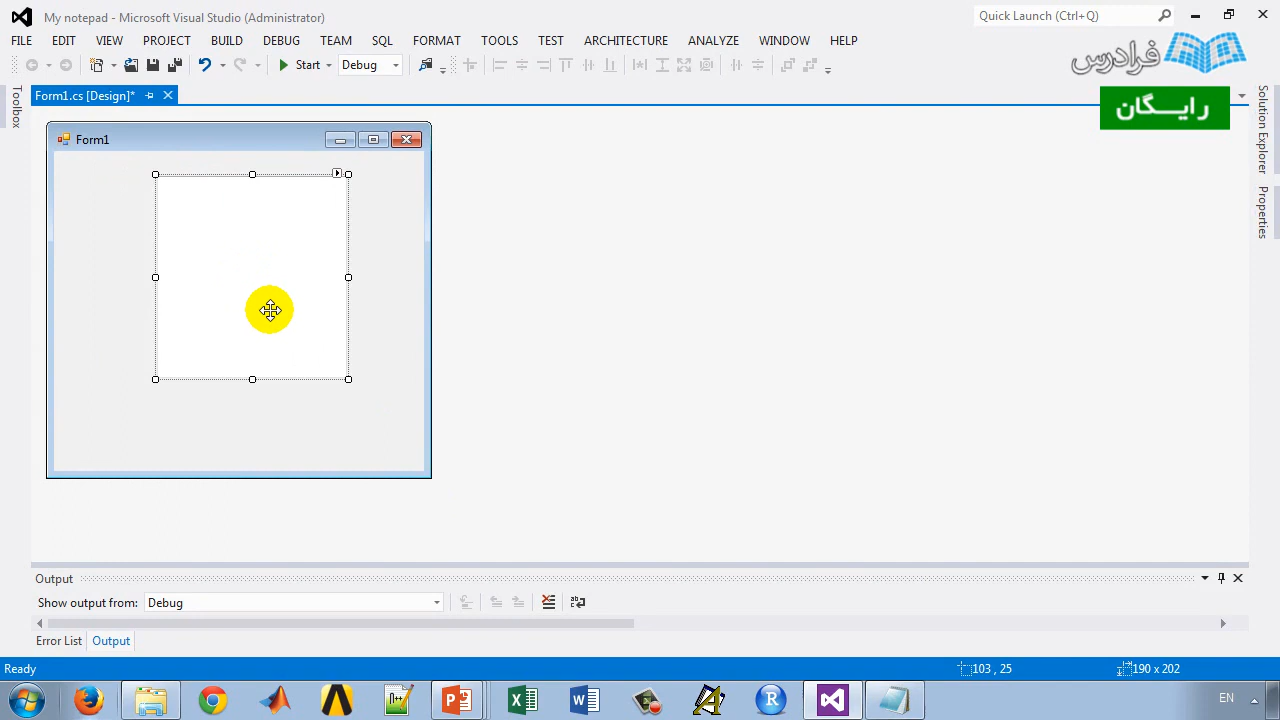 My notepad - Microsoft Visual Studio (Administrator)
Quick Launch (Ctrl+Q)
FILE EDIT VIEW PROJECT BUILD DEBUG TEAM SQL FORMAT TOOLS TEST ARCHITECTURE ANALYZE WINDOW HELP
Start Debug
فرادرس
رایگان
Form1.cs [Design]*
Toolbox
Solution Explorer
Properties
Form1
Output
Show output from: Debug
Error List Output
Ready 103 , 25 190 x 202
EN